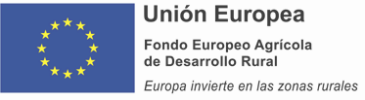 Unión Europea
Fondo Europeo Agrícola
de Desarrollo Rural
Europa invierte en las zonas rurales